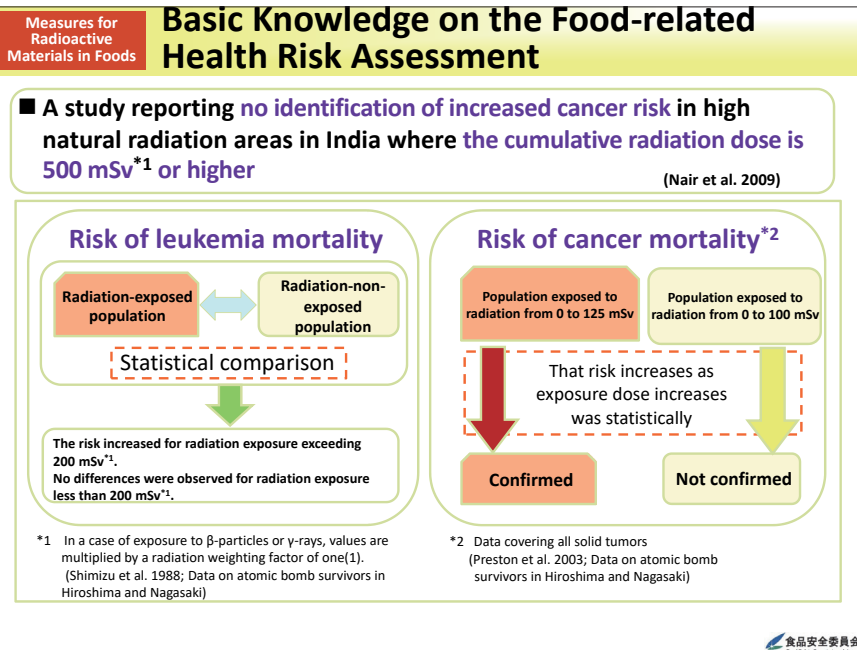 Measures for
Radioactive
Materials in Foods
Basic Knowledge on the Food-related
Health Risk Assessment
■ A study reporting no identification of increased cancer risk in high
natural radiation areas in India where the cumulative radiation dose is
500 mSv*1 or higher
(Nair et al. 2009)
Risk of leukemia mortality
Radiation-exposed
population
Radiation-non-
exposed
population
Statistical comparison
The risk increased for radiation exposure exceeding
200 mSv*1.
No differences were observed for radiation exposure
less than 200 mSv*1.
*1 In a case of exposure to β-particles or γ-rays, values are
multiplied by a radiation weighting factor of one(1).
(Shimizu et al. 1988; Data on atomic bomb survivors in
Hiroshima and Nagasaki)
Risk of cancer mortality*2
Population exposed to
radiation from 0 to 125 mSv
Population exposed to
radiation from 0 to 100 mSv
That risk increases as
exposure dose increases
was statistically
Confirmed
Not confirmed
*2 Data covering all solid tumors
(Preston et al. 2003; Data on atomic bomb
survivors in Hiroshima and Nagasaki)
食品安全委員会